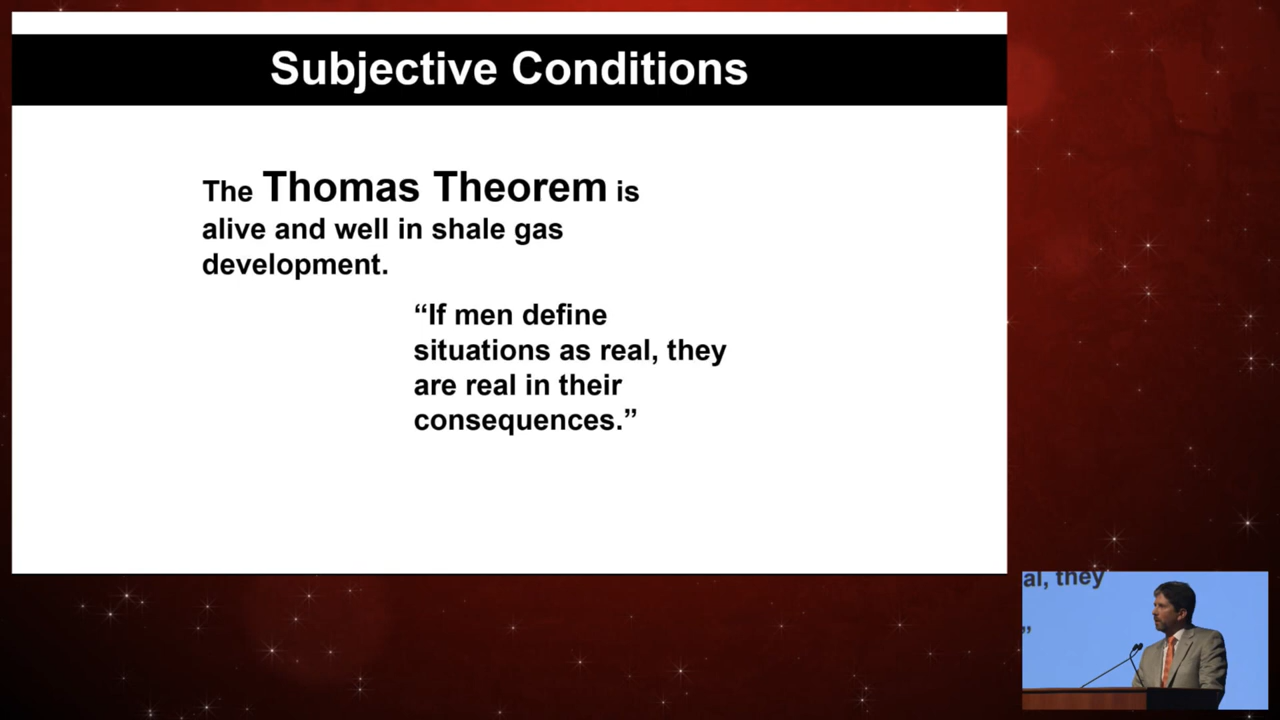 Subjective Conditions
The Thomas Theorem is
alive and well in shale gas
development.
“If men define
situations as real, they
are real in their
consequences.”
al, they
”